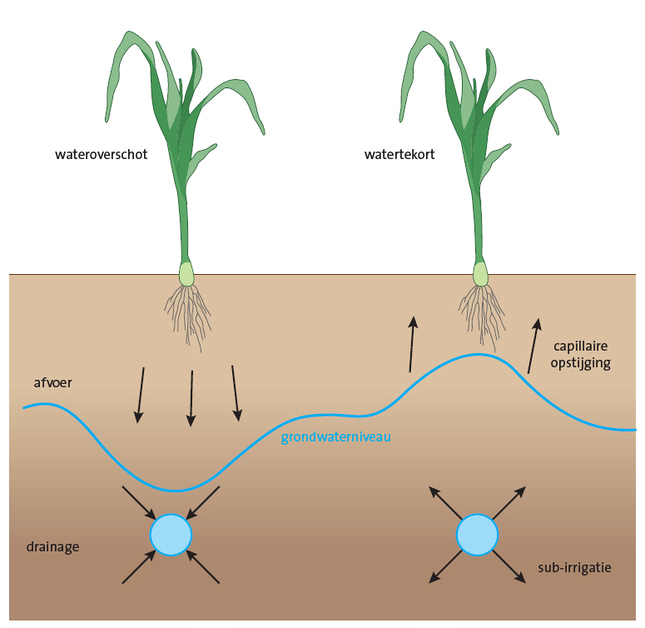 wateroverschot
watertekort
capillaire
opstijging
afvoer
grondwaterniveau
drainage
sub-irrigatie